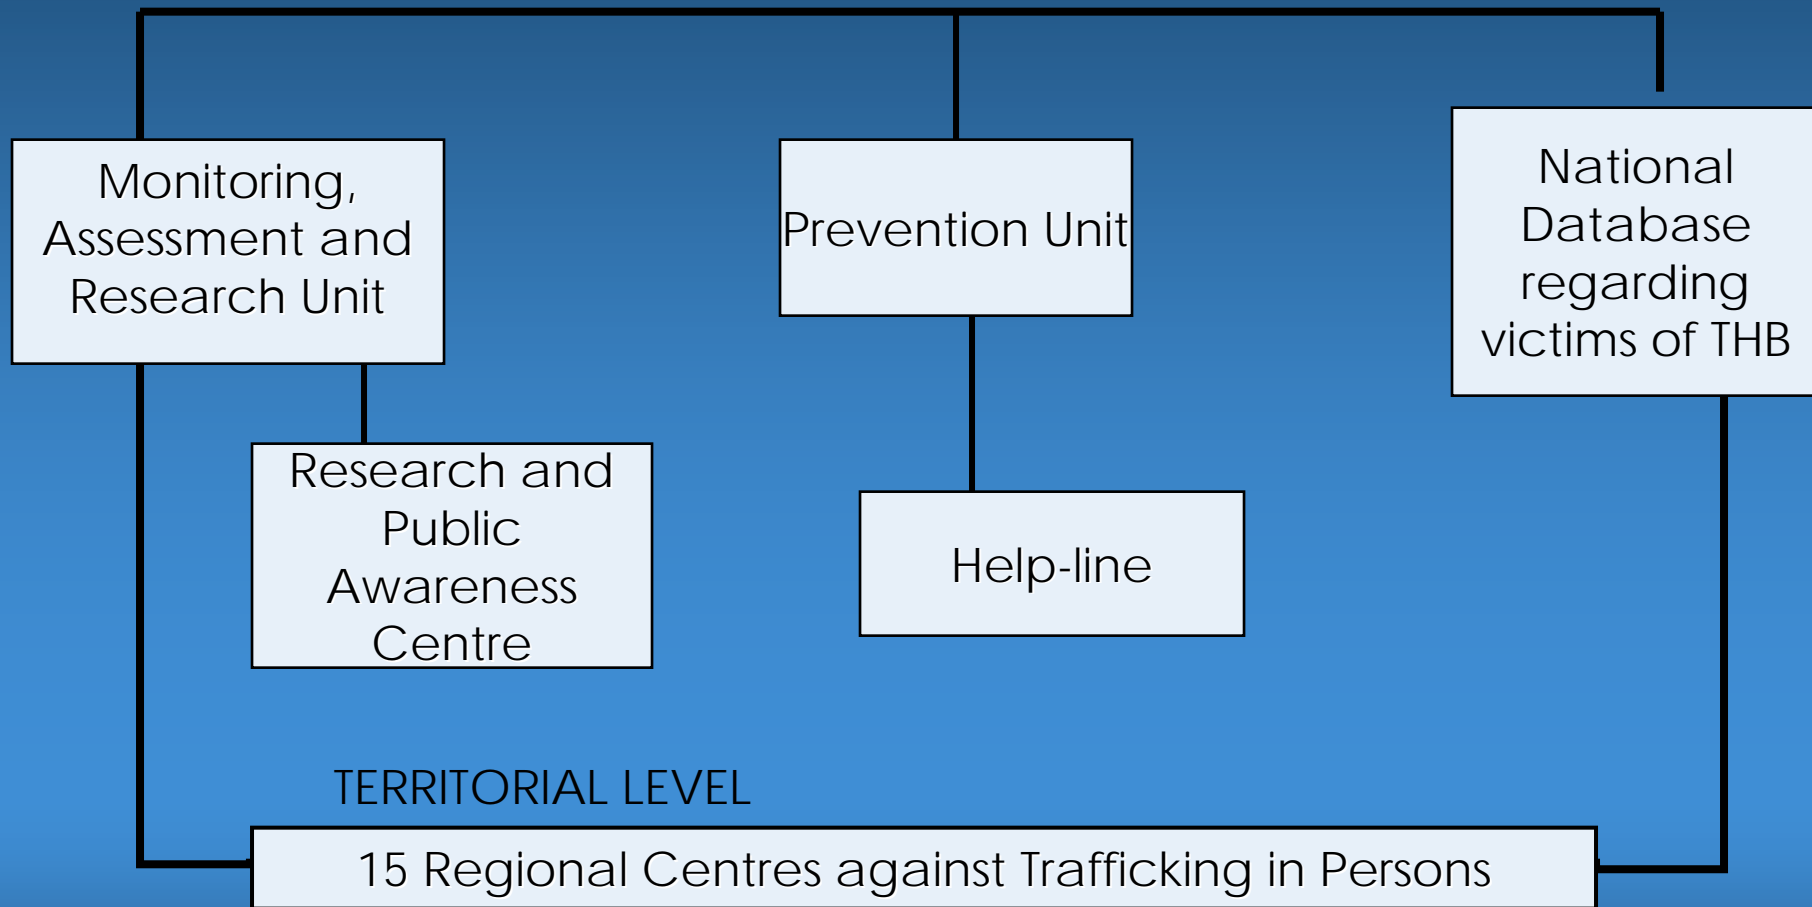 Monitoring,
Assessment and
Research Unit
Prevention Unit
National
Database
regarding
victims of THB
Research and
Public
Awareness
Centre
Help-line
TERRITORIAL LEVEL
15 Regional Centres against Trafficking in Persons